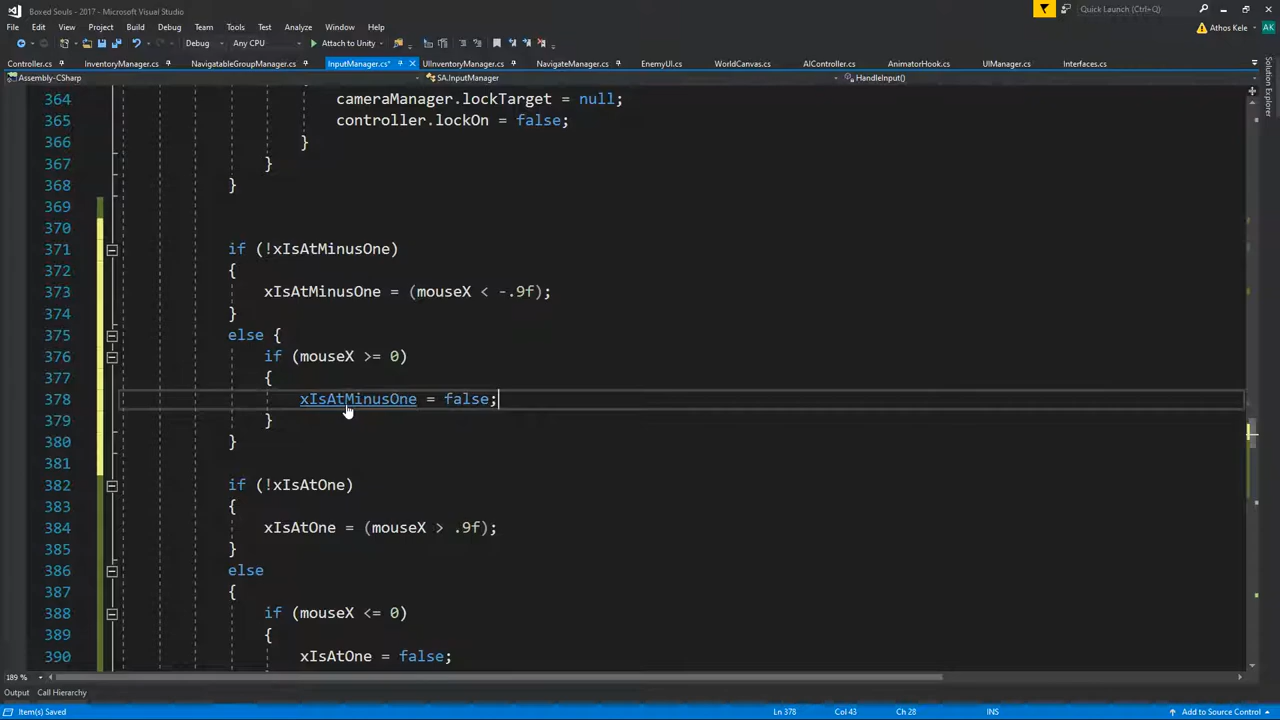 Boxed Souls - 2017 - Microsoft Visual Studio
Quick Launch (Ctrl+Q)
File Edit View Project Build Debug Team Tools Test Analyze Window Help
Athos Kele
AK
Debug Any CPU Attach to Unity
Controller.cs InventoryManager.cs NavigatableGroupManager.cs InputManager.cs* UIInventoryManager.cs NavigateManager.cs EnemyUI.cs WorldCanvas.cs AIController.cs AnimatorHook.cs UIManager.cs Interfaces.cs
Assembly-CSharp SA.InputManager HandleInput()
Solution Explorer
364 cameraManager.lockTarget = null;
365 controller.lockOn = false;
366 }
367 }
368 }
369
370
371 if (!xIsAtMinusOne)
372 {
373 xIsAtMinusOne = (mouseX < -.9f);
374 }
375 else {
376 if (mouseX >= 0)
377 {
378 xIsAtMinusOne = false;
379 }
380 }
381
382 if (!xIsAtOne)
383 {
384 xIsAtOne = (mouseX > .9f);
385 }
386 else
387 {
388 if (mouseX <= 0)
389 {
390 xIsAtOne = false;
189 %
Output Call Hierarchy
Item(s) Saved Ln 378 Col 43 Ch 28 INS Add to Source Control